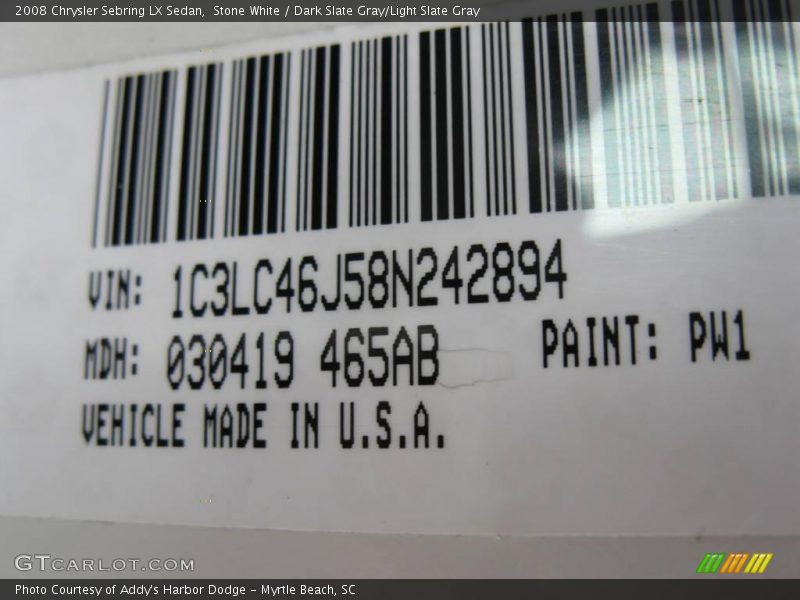 2008 Chrysler Sebring LX Sedan,  Stone White / Dark Slate Gray/Light Slate Gray
VIN: 1C3LC46J58N242894
MDH: 030419 465AB
PAINT: PW1
VEHICLE MADE IN U.S.A.
GTCARLOT.COM
Photo Courtesy of Addy's Harbor Dodge – Myrtle Beach, SC